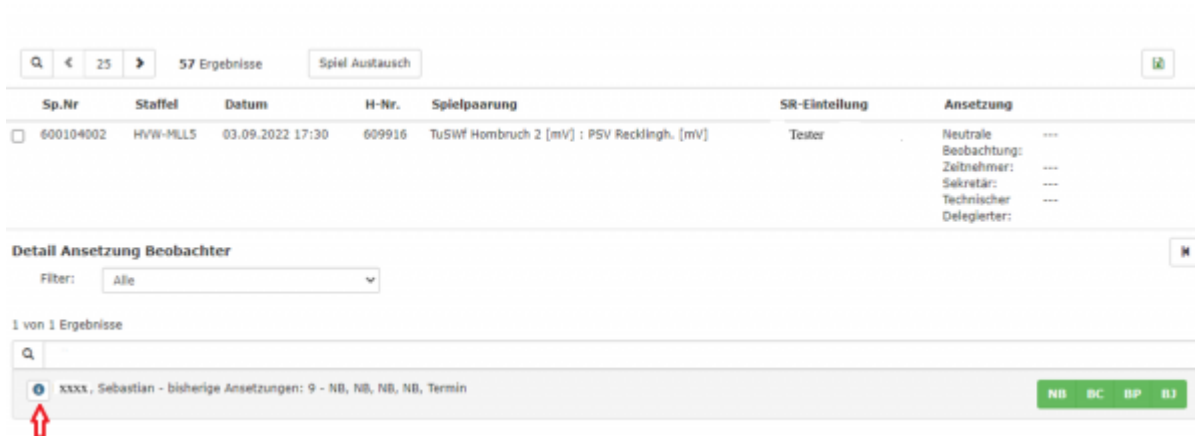 25 57 Ergebnisse Spiel Austausch
Sp.Nr Staffel Datum H-Nr. Spielpaarung SR-Einteilung Ansetzung
600104002 HVW-MLL5 03.09.2022 17:30 609916 TuSWf Hombruch 2 [mV] : PSV Recklingh. [mV] Tester Neutrale ---
Beobachtung:
Zeitnehmer: ---
Sekretär: ---
Technischer ---
Delegierter:
Detail Ansetzung Beobachter
Filter: Alle
1 von 1 Ergebnisse
xxxx, Sebastian - bisherige Ansetzungen: 9 - NB, NB, NB, NB, Termin NB BC BP BJ